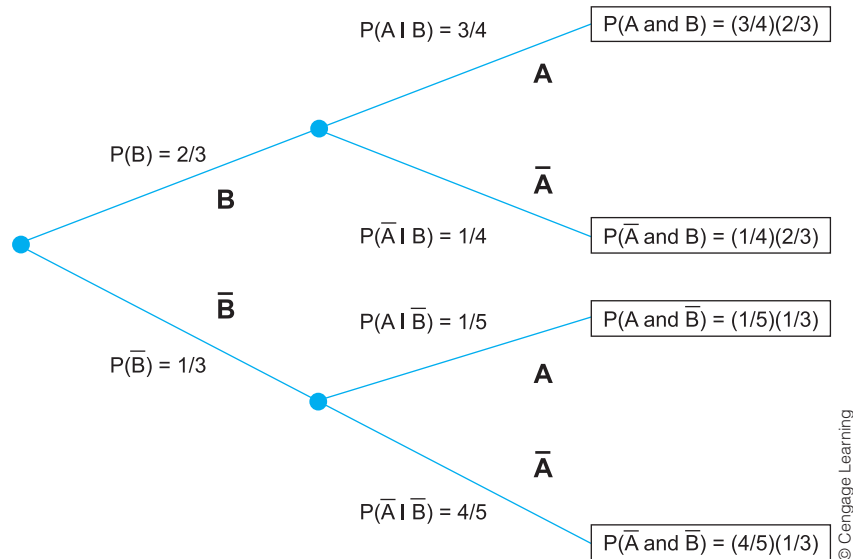 P(A I B) = 3/4
P(A and B) = (3/4)(2/3)
A
P(B) = 2/3
B
A̅
P(A̅ I B) = 1/4
P(A̅ and B) = (1/4)(2/3)
B̅
P(A I B̅) = 1/5
P(A and B̅) = (1/5)(1/3)
P(B̅) = 1/3
A
A̅
P(A̅ I B̅) = 4/5
P(A̅ and B̅) = (4/5)(1/3)
© Cengage Learning